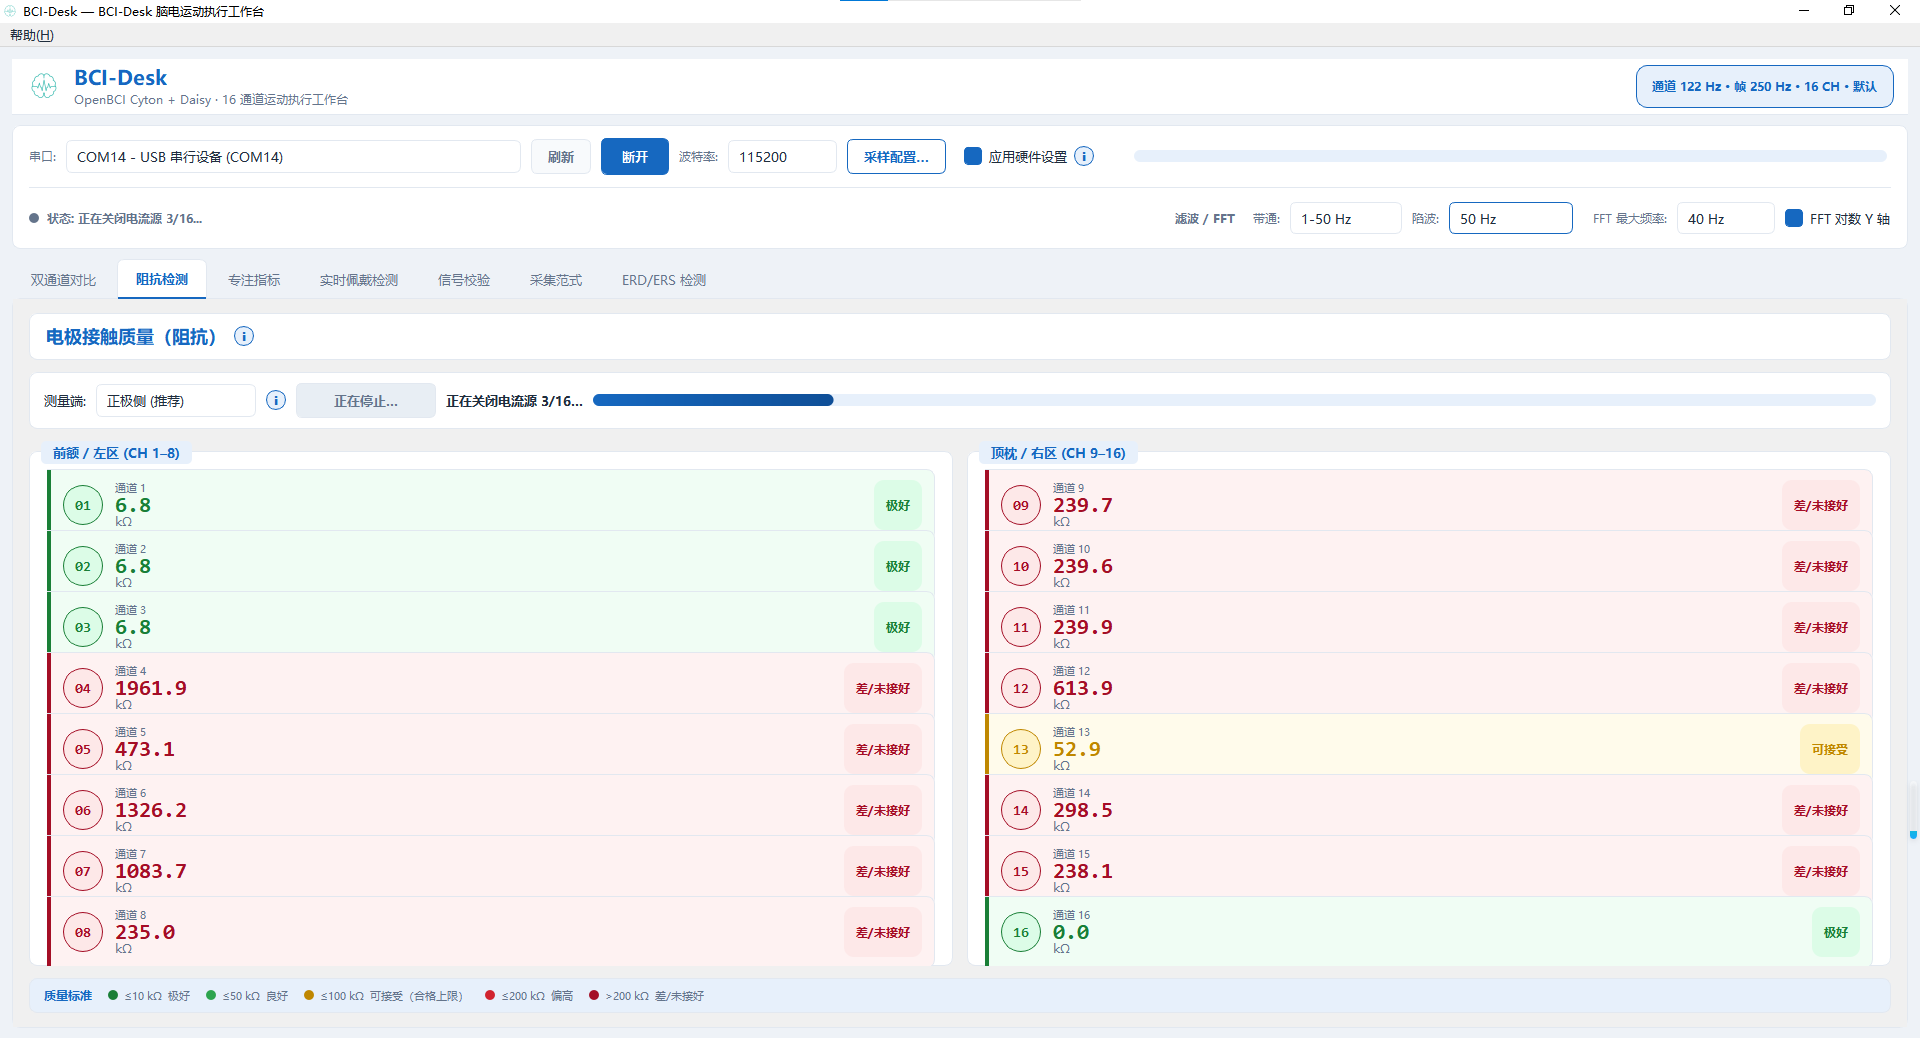 BCI-Desk — BCI-Desk 脑电运动执行工作台
帮助(H)
BCI-Desk
OpenBCI Cyton + Daisy · 16 通道运动执行工作台
通道 122 Hz • 帧 250 Hz • 16 CH • 默认
串口: COM14 - USB 串行设备 (COM14) 刷新 断开 波特率: 115200 采样配置... 应用硬件设置 i
状态: 正在关闭电流源 3/16... 滤波 / FFT 带通: 1-50 Hz 陷波: 50 Hz FFT 最大频率: 40 Hz FFT 对数 Y 轴
双通道对比 阻抗检测 专注指标 实时佩戴检测 信号校验 采集范式 ERD/ERS 检测
电极接触质量（阻抗） i
测量端: 正极侧 (推荐) i 正在停止... 正在关闭电流源 3/16...
前额 / 左区 (CH 1–8)
01 通道 1
6.8 极好
kΩ
02 通道 2
6.8 极好
kΩ
03 通道 3
6.8 极好
kΩ
04 通道 4
1961.9 差/未接好
kΩ
05 通道 5
473.1 差/未接好
kΩ
06 通道 6
1326.2 差/未接好
kΩ
07 通道 7
1083.7 差/未接好
kΩ
08 通道 8
235.0 差/未接好
kΩ
顶枕 / 右区 (CH 9–16)
09 通道 9
239.7 差/未接好
kΩ
10 通道 10
239.6 差/未接好
kΩ
11 通道 11
239.9 差/未接好
kΩ
12 通道 12
613.9 差/未接好
kΩ
13 通道 13
52.9 可接受
kΩ
14 通道 14
298.5 差/未接好
kΩ
15 通道 15
238.1 差/未接好
kΩ
16 通道 16
0.0 极好
kΩ
质量标准 ≤10 kΩ 极好 ≤50 kΩ 良好 ≤100 kΩ 可接受（合格上限） ≤200 kΩ 偏高 >200 kΩ 差/未接好